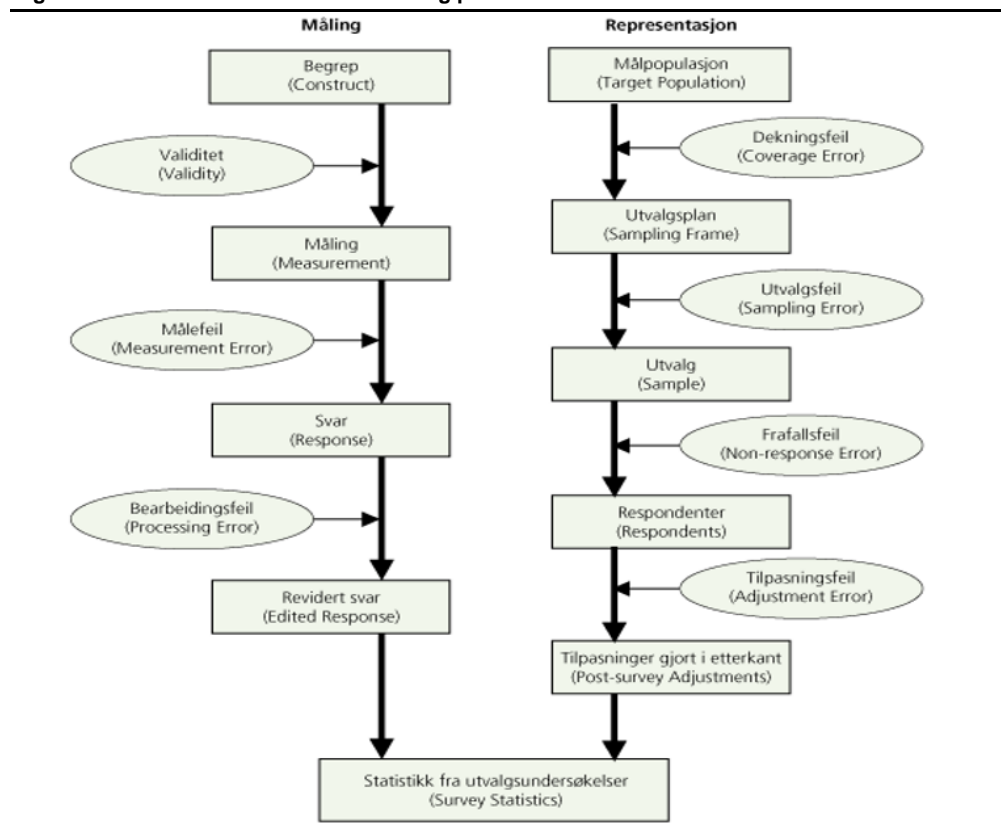 Måling
Begrep
(Construct)
Validitet
(Validity)
Måling
(Measurement)
Målefeil
(Measurement Error)
Svar
(Response)
Bearbeidingsfeil
(Processing Error)
Revidert svar
(Edited Response)
Representasjon
Målpopulasjon
(Target Population)
Dekningsfeil
(Coverage Error)
Utvalgsplan
(Sampling Frame)
Utvalgsfeil
(Sampling Error)
Utvalg
(Sample)
Frafallsfeil
(Non-response Error)
Respondenter
(Respondents)
Tilpasningsfeil
(Adjustment Error)
Tilpasninger gjort i etterkant
(Post-survey Adjustments)
Statistikk fra utvalgsundersøkelser
(Survey Statistics)